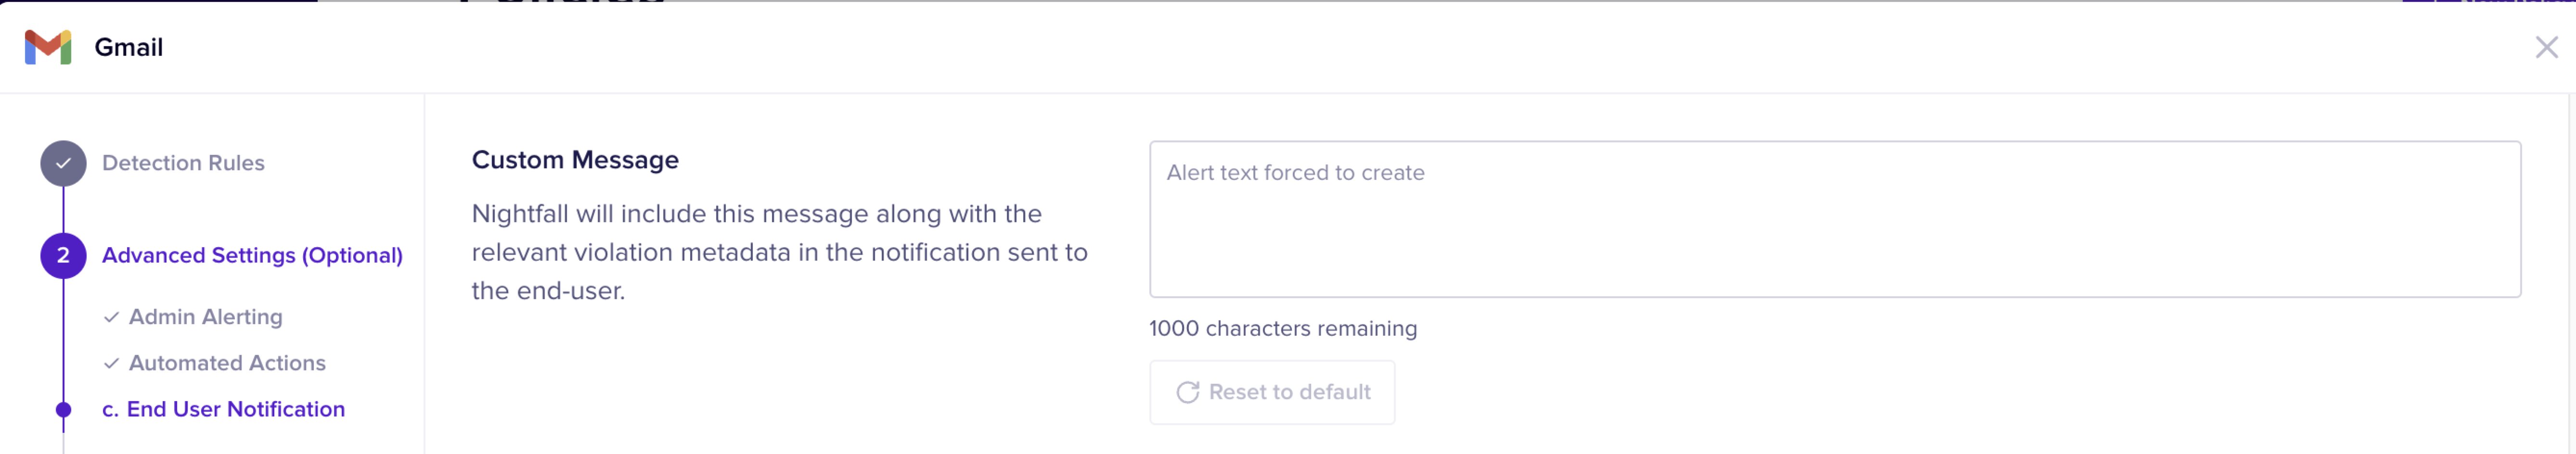 Gmail
Detection Rules
2 Advanced Settings (Optional)
Admin Alerting
Automated Actions
c. End User Notification
Custom Message
Nightfall will include this message along with the
relevant violation metadata in the notification sent to
the end-user.
Alert text forced to create
1000 characters remaining
Reset to default